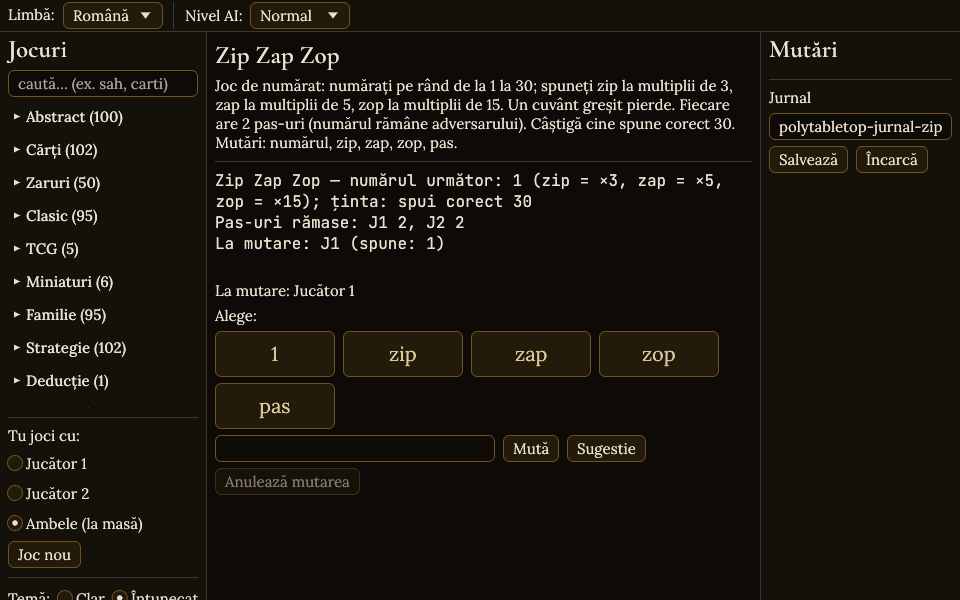 Limbă: Română Nivel AI: Normal
Jocuri
caută... (ex. sah, carti)
Abstract (100)
Cărți (102)
Zaruri (50)
Clasic (95)
TCG (5)
Miniaturi (6)
Familie (95)
Strategie (102)
Deducție (1)
Tu joci cu:
Jucător 1
Jucător 2
Ambele (la masă)
Joc nou
Temă: Clar Întunecat
Zip Zap Zop
Joc de numărat: numărați pe rând de la 1 la 30; spuneți zip la multiplii de 3,
zap la multiplii de 5, zop la multiplii de 15. Un cuvânt greșit pierde. Fiecare
are 2 pas-uri (numărul rămâne adversarului). Câștigă cine spune corect 30.
Mutări: numărul, zip, zap, zop, pas.
Zip Zap Zop — numărul următor: 1 (zip = ×3, zap = ×5,
zop = ×15); ținta: spui corect 30
Pas-uri rămase: J1 2, J2 2
La mutare: J1 (spune: 1)
La mutare: Jucător 1
Alege:
1 zip zap zop
pas
Mută Sugestie
Anulează mutarea
Mutări
Jurnal
polytabletop-jurnal-zip
Salvează Încarcă